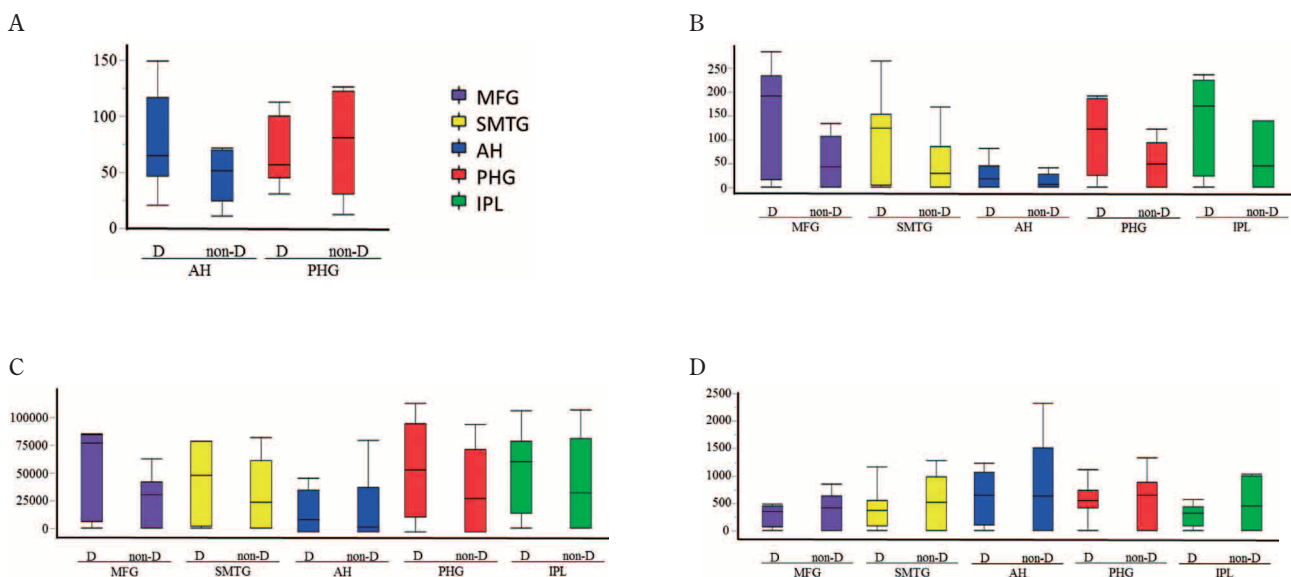 A
150
100
50
0
D non-D D non-D
AH PHG
MFG
SMTG
AH
PHG
IPL
B
250
200
150
100
50
0
D non-D D non-D D non-D D non-D D non-D
MFG SMTG AH PHG IPL
C
100000
75000
50000
25000
0
D non-D D non-D D non-D D non-D D non-D
MFG SMTG AH PHG IPL
D
2500
2000
1500
1000
500
0
D non-D D non-D D non-D D non-D D non-D
MFG SMTG AH PHG IPL